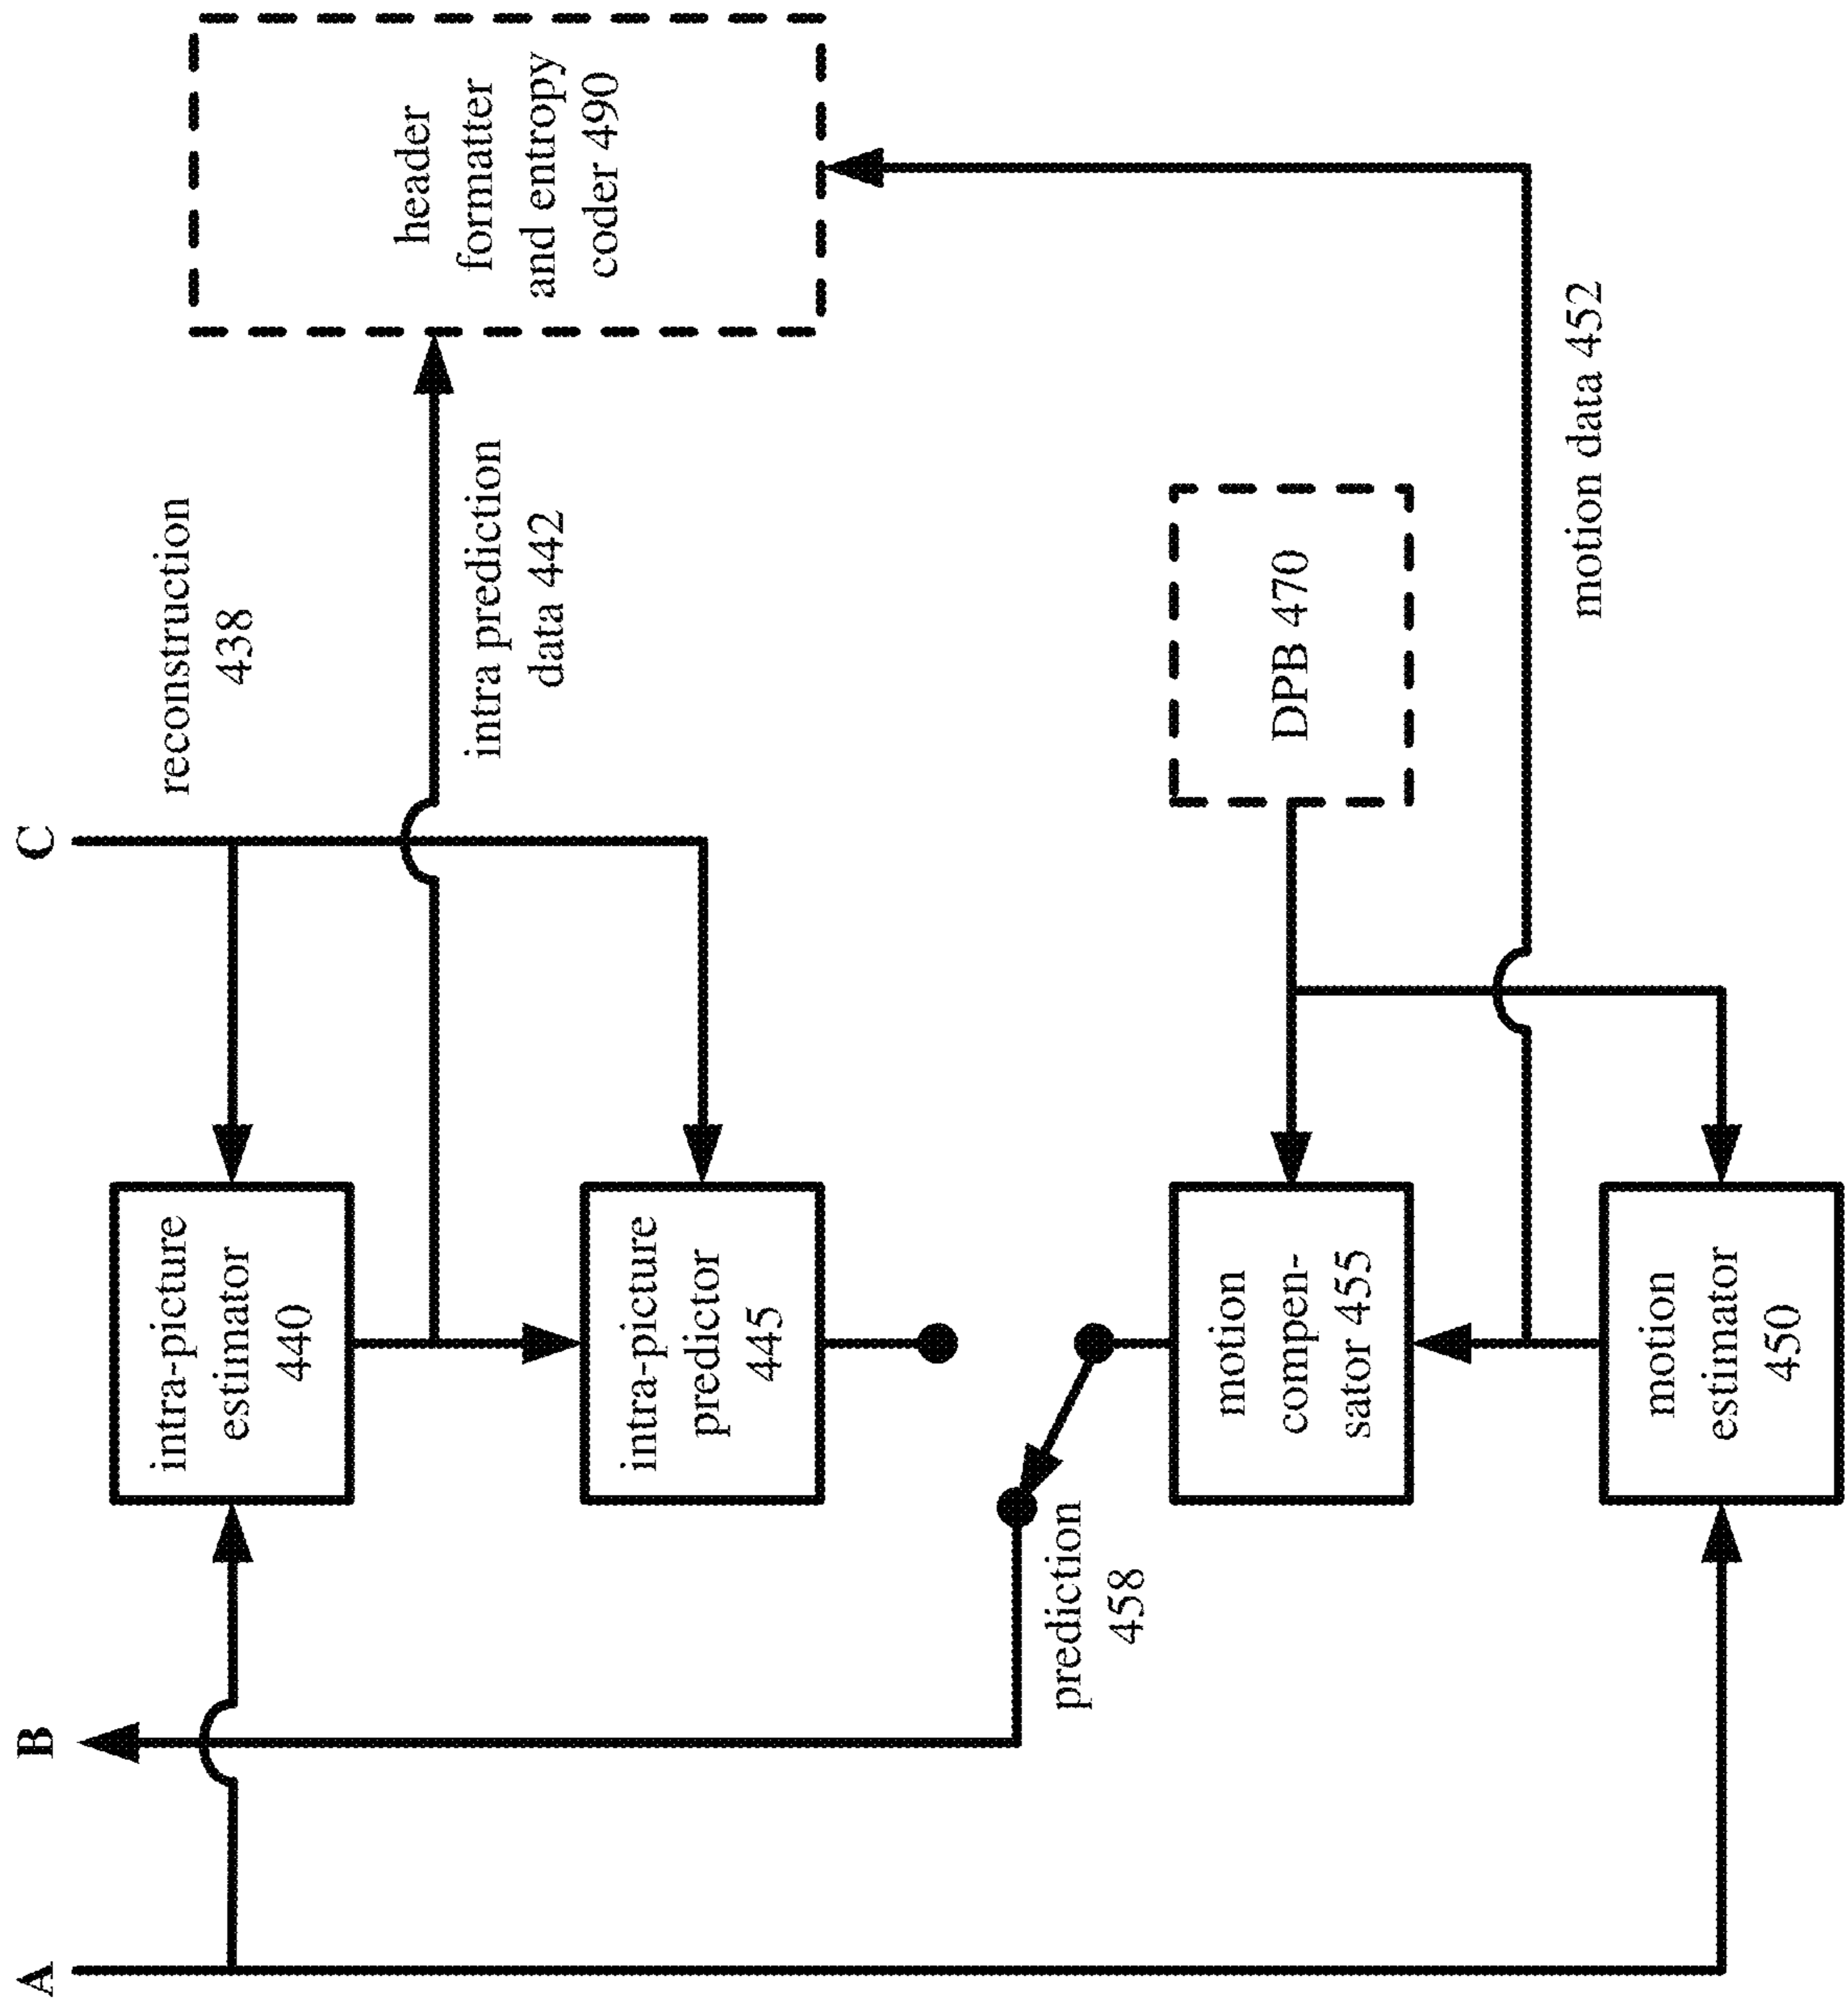 A
B
C
reconstruction
438
intra-picture
estimator
440
intra prediction
data 442
header
formatter
and entropy
coder 490
intra-picture
predictor
445
prediction
458
motion
compen-
sator 455
DPB 470
motion
estimator
450
motion data 452